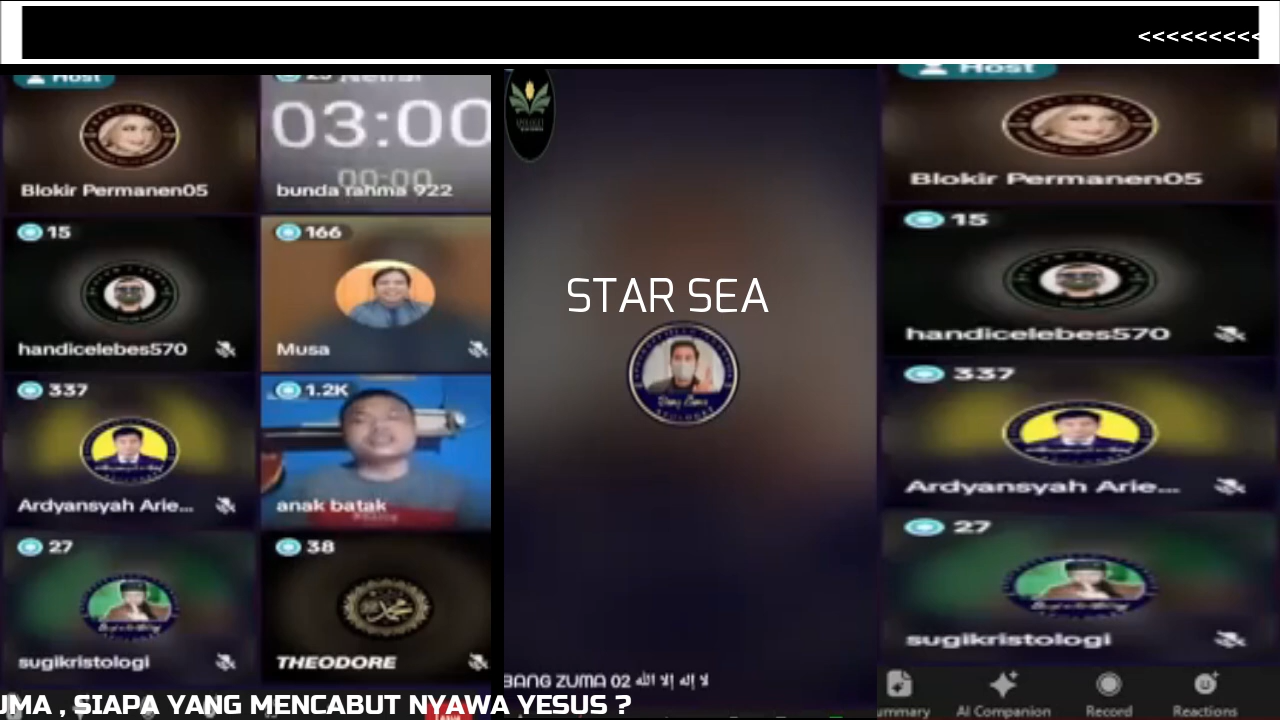 <<<<<<<<<
Host
Blokir Permanen05
03:00
00:00
bunda rahma 922
15
handicelebes570
166
Musa
337
Ardyansyah Arie...
1.2K
anak batak
27
sugikristologi
38
THEODORE
STAR SEA
BANG ZUMA 02 لا إله إلا الله
Host
Blokir Permanen05
15
handicelebes570
337
Ardyansyah Arie...
27
sugikristologi
ummary
AI Companion
Record
Reactions
UMA , SIAPA YANG MENCABUT NYAWA YESUS ?